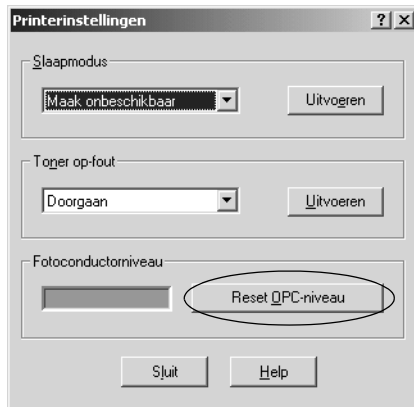 Printerinstellingen
Slaapmodus
Maak onbeschikbaar Uitvoeren
Toner op-fout
Doorgaan Uitvoeren
Fotoconductorniveau
Reset OPC-niveau
Sluit Help